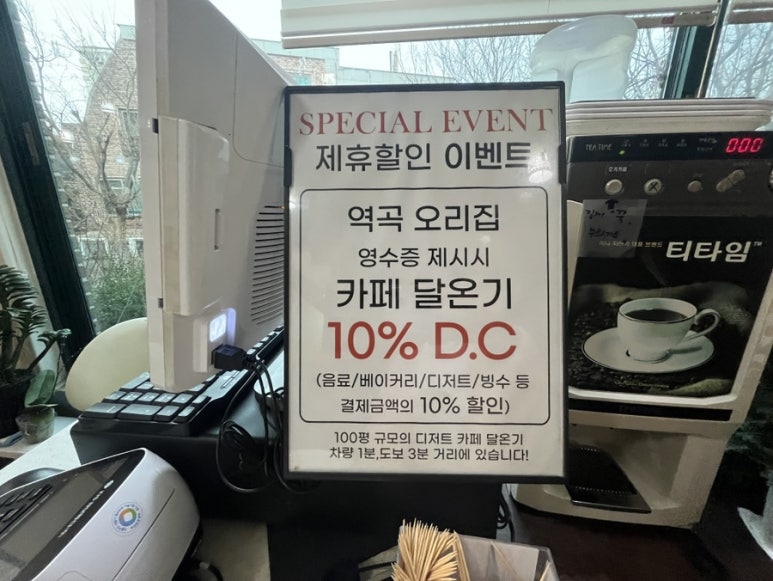 SPECIAL EVENT
제휴할인 이벤트
역곡 오리집
영수증 제시시
카페 달온기
10% D.C
(음료/베이커리/디저트/빙수 등
결제금액의 10% 할인)
100평 규모의 디저트 카페 달온기
차량 1분,도보 3분 거리에 있습니다!
TEA TIME
000
티타임™